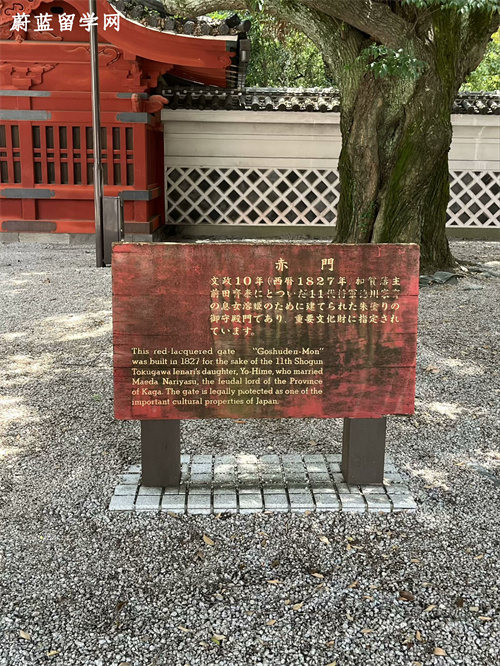 蔚蓝留学网
赤門
文政10年(西暦1827年)加賀藩主
前田斉泰にとついだ11代将軍徳川家斉
の息女溶姫のために建てられた朱塗りの
御守殿門であり、重要文化財に指定され
ています。
This red-lacquered gate "Goshuden-Mon"
was built in 1827 for the sake of the 11th Shogun
Tokugawa Ienari's daughter, Yo-Hime, who married
Maeda Nariyasu, the feudal lord of the Province
of Kaga. The gate is legally protected as one of the
important cultural properties of Japan.